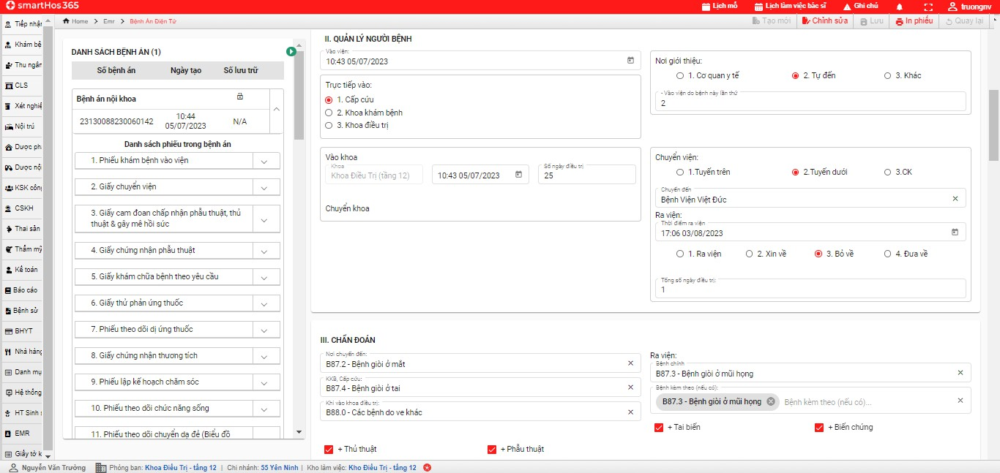 smartHos365
Lịch mổ
Lịch làm việc bác sĩ
Ghi chú
truongnv
Home > Emr > Bệnh Án Điện Tử
Tạo mới
Chỉnh sửa
Lưu
In phiếu
Quay lại
Tiếp nhậ
Khám bệ
Thu ngân
CLS
Xét nghiệ
Nội trú
Dược ph
Dược nộ
KSK côn
CSKH
Thai sản
Thẩm mỹ
Kế toán
Báo cáo
Bệnh sử
BHYT
Nhà hàng
Danh mụ
Hệ thống
HT Sinh s
EMR
Giấy tờ k
DANH SÁCH BỆNH ÁN (1)
Số bệnh án Ngày tạo Số lưu trữ
Bệnh án nội khoa
23130088230060142 10:44 05/07/2023 N/A
Danh sách phiếu trong bệnh án
1. Phiếu khám bệnh vào viện
2. Giấy chuyển viện
3. Giấy cam đoan chấp nhận phẫu thuật, thủ
thuật & gây mê hồi sức
4. Giấy chứng nhận phẫu thuật
5. Giấy khám chữa bệnh theo yêu cầu
6. Giấy thử phản ứng thuốc
7. Phiếu theo dõi dị ứng thuốc
8. Giấy chứng nhận thương tích
9. Phiếu lập kế hoạch chăm sóc
10. Phiếu theo dõi chức năng sống
11. Phiếu theo dõi chuyển dạ đẻ (Biểu đồ
II. QUẢN LÝ NGƯỜI BỆNH
Vào viện:
10:43 05/07/2023
Trực tiếp vào:
1. Cấp cứu
2. Khoa khám bệnh
3. Khoa điều trị
Nơi giới thiệu:
1. Cơ quan y tế
2. Tự đến
3. Khác
- Vào viện do bệnh này lần thứ
2
Vào khoa
Khoa
Khoa Điều Trị (tầng 12)
10:43 05/07/2023
Số ngày điều trị
25
Chuyển khoa
Chuyển viện:
1.Tuyến trên
2.Tuyến dưới
3.CK
Chuyển đến
Bệnh Viện Việt Đức
Ra viện:
Thời điểm ra viện
17:06 03/08/2023
1. Ra viện
2. Xin về
3. Bỏ về
4. Đưa về
Tổng số ngày điều trị:
1
III. CHẨN ĐOÁN
Nơi chuyển đến:
B87.2 - Bệnh giòi ở mắt
KKB, Cấp cứu:
B87.4 - Bệnh giòi ở tai
Khi vào khoa điều trị:
B88.0 - Các bệnh do ve khác
Ra viện:
Bệnh chính
B87.3 - Bệnh giòi ở mũi họng
Bệnh kèm theo (nếu có):
B87.3 - Bệnh giòi ở mũi họng
Bệnh kèm theo (nếu có)...
+ Tai biến
+ Biến chứng
+ Thủ thuật
+ Phẫu thuật
Nguyễn Văn Trường
Phòng ban: Khoa Điều Trị - tầng 12 | Chi nhánh: 55 Yên Ninh | Kho làm việc: Kho Điều Trị - tầng 12